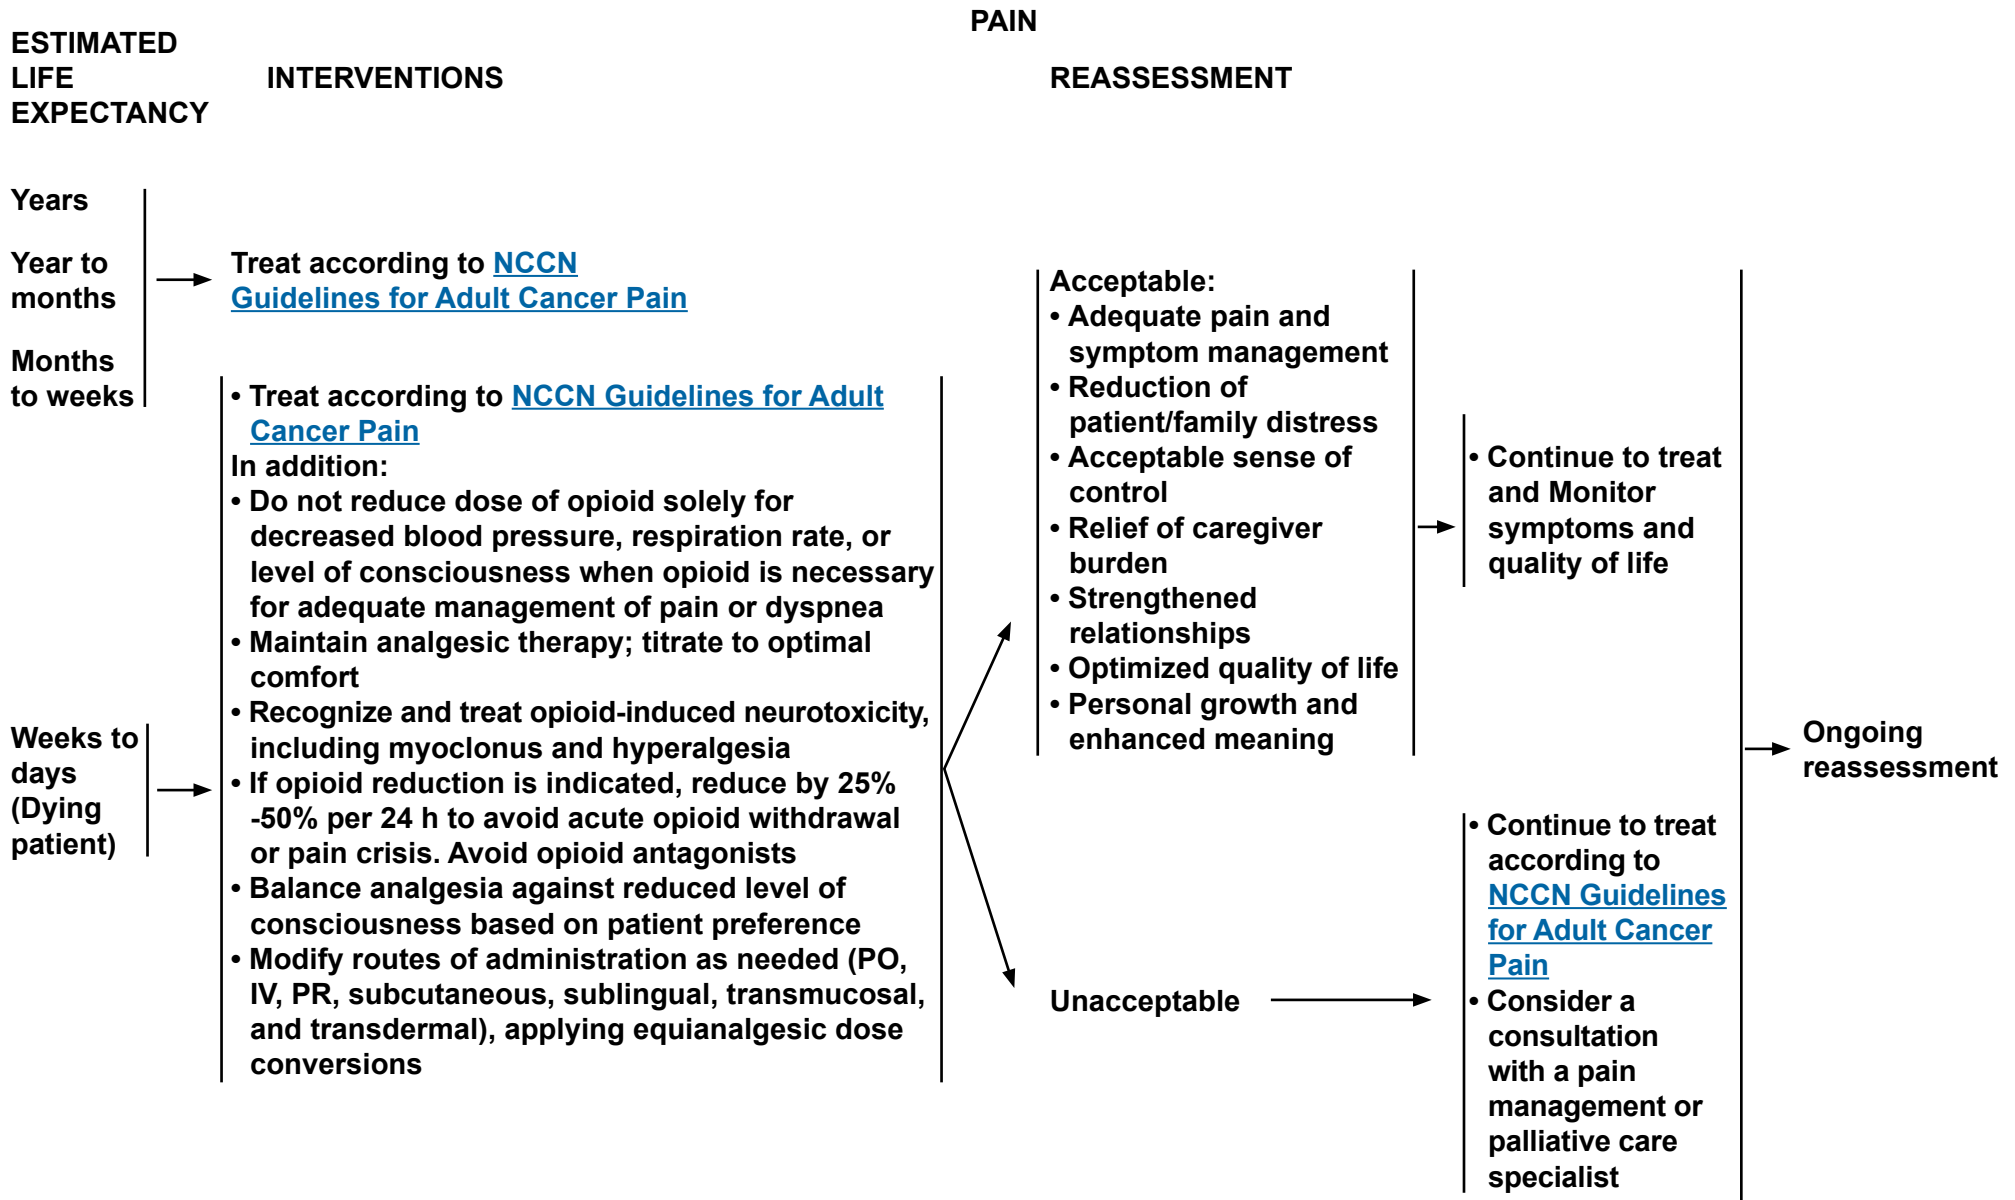 PAIN
ESTIMATED
LIFE
EXPECTANCY
INTERVENTIONS
REASSESSMENT
Years
Year to
months
Months
to weeks
Treat according to NCCN
Guidelines for Adult Cancer Pain
Weeks to
days
(Dying
patient)
• Treat according to NCCN Guidelines for Adult
Cancer Pain
In addition:
• Do not reduce dose of opioid solely for
decreased blood pressure, respiration rate, or
level of consciousness when opioid is necessary
for adequate management of pain or dyspnea
• Maintain analgesic therapy; titrate to optimal
comfort
• Recognize and treat opioid-induced neurotoxicity,
including myoclonus and hyperalgesia
• If opioid reduction is indicated, reduce by 25%
-50% per 24 h to avoid acute opioid withdrawal
or pain crisis. Avoid opioid antagonists
• Balance analgesia against reduced level of
consciousness based on patient preference
• Modify routes of administration as needed (PO,
IV, PR, subcutaneous, sublingual, transmucosal,
and transdermal), applying equianalgesic dose
conversions
Acceptable:
• Adequate pain and
symptom management
• Reduction of
patient/family distress
• Acceptable sense of
control
• Relief of caregiver
burden
• Strengthened
relationships
• Optimized quality of life
• Personal growth and
enhanced meaning
• Continue to treat
and Monitor
symptoms and
quality of life
Unacceptable
• Continue to treat
according to
NCCN Guidelines
for Adult Cancer
Pain
• Consider a
consultation
with a pain
management or
palliative care
specialist
Ongoing
reassessment